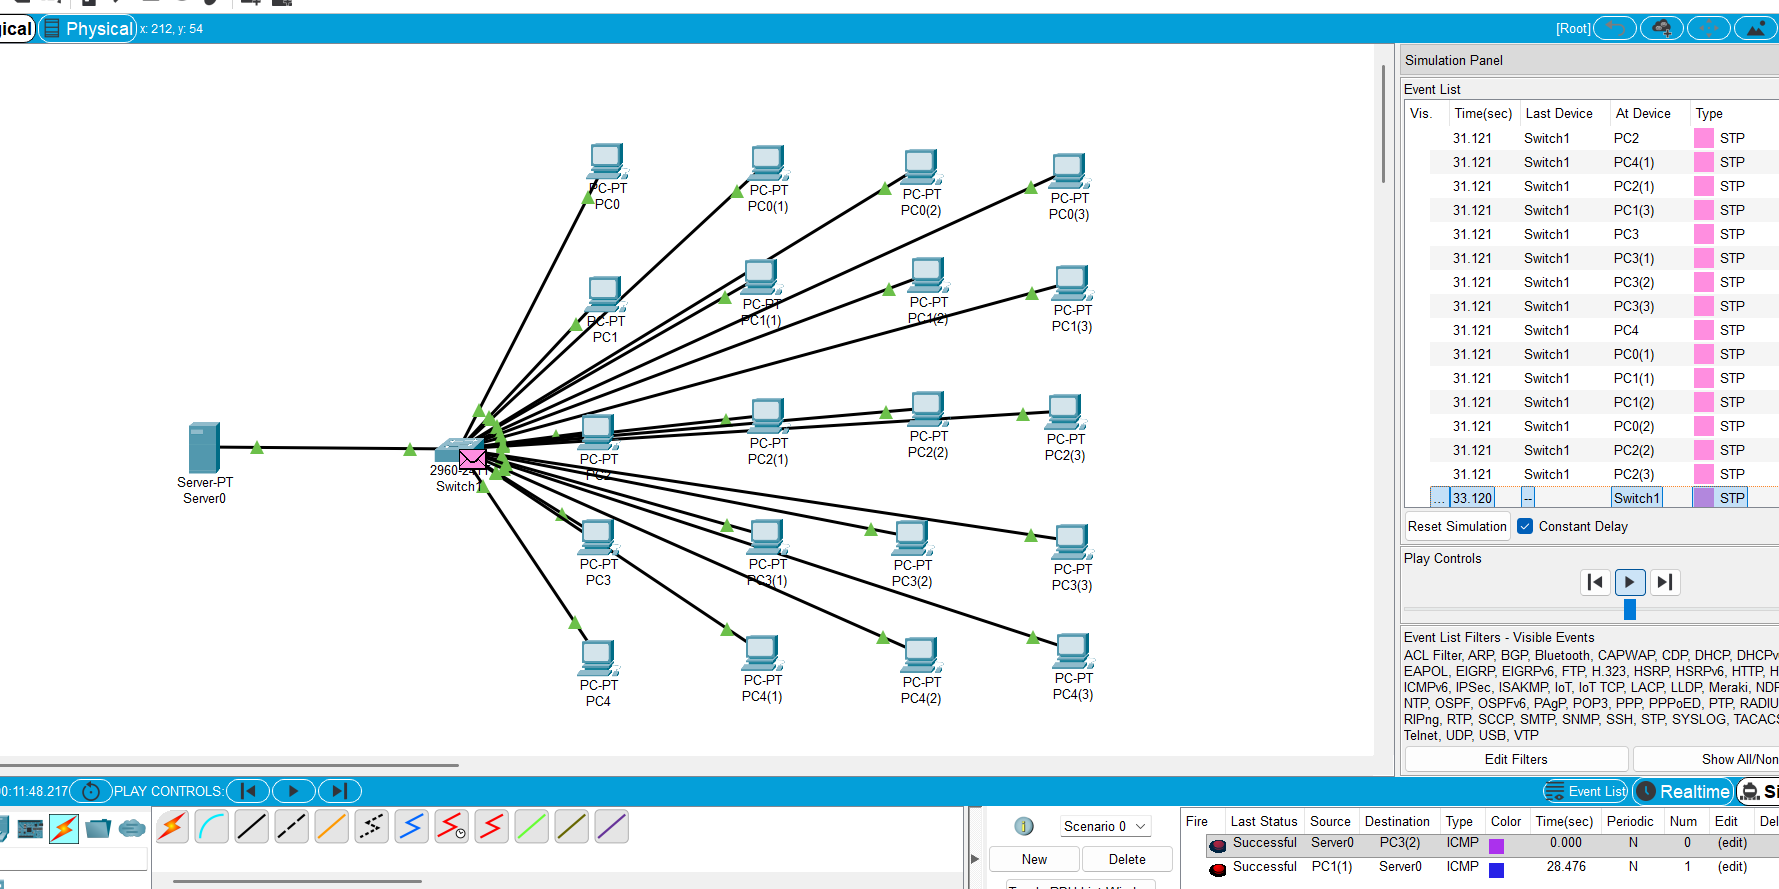 Physical x: 212, y: 54
[Root]
Simulation Panel
Event List
Vis. Time(sec) Last Device At Device Type
31.121 Switch1 PC2 STP
31.121 Switch1 PC4(1) STP
31.121 Switch1 PC2(1) STP
31.121 Switch1 PC1(3) STP
31.121 Switch1 PC3 STP
31.121 Switch1 PC3(1) STP
31.121 Switch1 PC3(2) STP
31.121 Switch1 PC3(3) STP
31.121 Switch1 PC4 STP
31.121 Switch1 PC0(1) STP
31.121 Switch1 PC1(1) STP
31.121 Switch1 PC1(2) STP
31.121 Switch1 PC0(2) STP
31.121 Switch1 PC2(2) STP
31.121 Switch1 PC2(3) STP
... 33.120 -- Switch1 STP
Reset Simulation Constant Delay
Play Controls
Event List Filters - Visible Events
ACL Filter, ARP, BGP, Bluetooth, CAPWAP, CDP, DHCP, DHCPv
EAPOL, EIGRP, EIGRPv6, FTP, H.323, HSRP, HSRPv6, HTTP, H
ICMPv6, IPSec, ISAKMP, IoT, IoT TCP, LACP, LLDP, Meraki, NDP
NTP, OSPF, OSPFv6, PAgP, POP3, PPP, PPPoED, PTP, RADIU
RIPng, RTP, SCCP, SMTP, SNMP, SSH, STP, SYSLOG, TACACS
Telnet, UDP, USB, VTP
Edit Filters Show All/Non
PC-PT
PC0
PC-PT
PC0(1)
PC-PT
PC0(2)
PC-PT
PC0(3)
PC-PT
PC1
PC-PT
PC1(1)
PC-PT
PC1(2)
PC-PT
PC1(3)
Server-PT
Server0
Switch1
PC-PT
PC2
PC-PT
PC2(1)
PC-PT
PC2(2)
PC-PT
PC2(3)
PC-PT
PC3
PC-PT
PC3(1)
PC-PT
PC3(2)
PC-PT
PC3(3)
PC-PT
PC4
PC-PT
PC4(1)
PC-PT
PC4(2)
PC-PT
PC4(3)
0:11:48.217 PLAY CONTROLS:
Event List Realtime
Scenario 0
New Delete
Fire Last Status Source Destination Type Color Time(sec) Periodic Num Edit Del
Successful Server0 PC3(2) ICMP 0.000 N 0 (edit)
Successful PC1(1) Server0 ICMP 28.476 N 1 (edit)